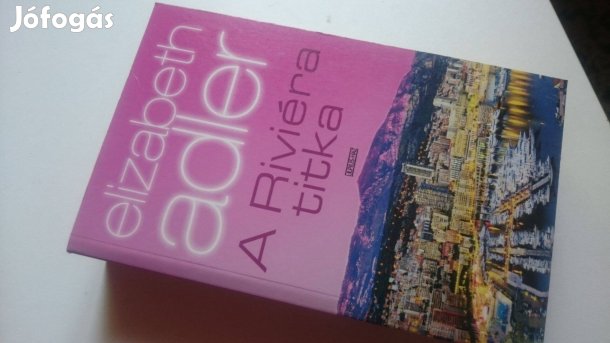 Jófogás
elizabeth
adler
A Riviéra
titka